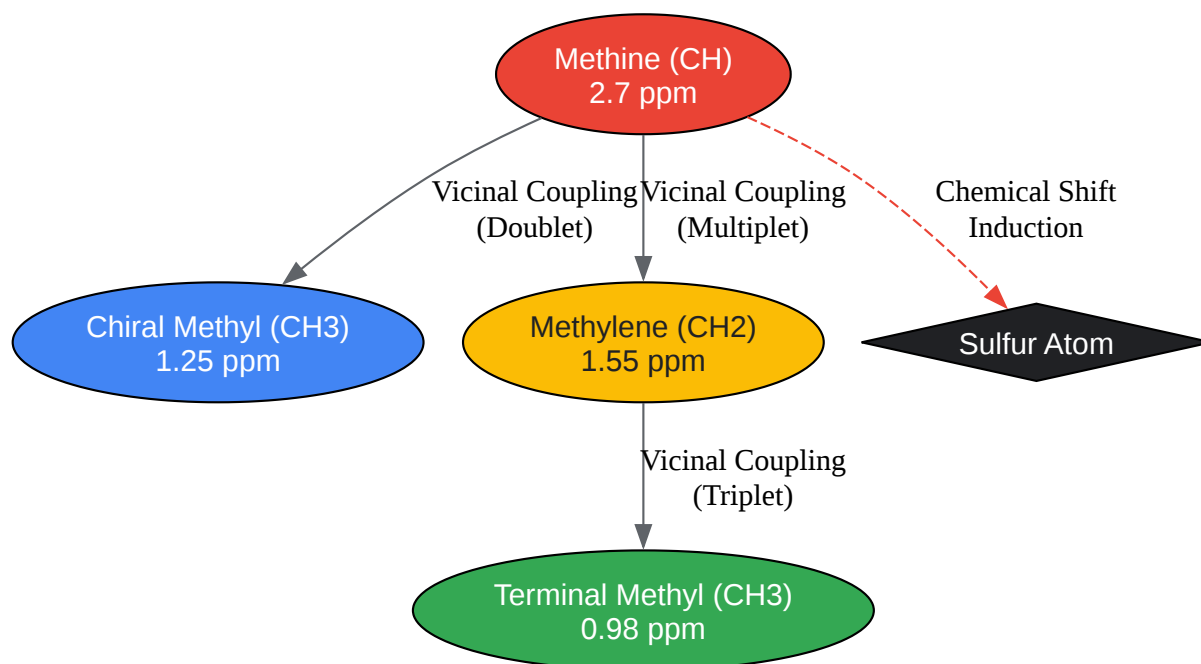 Methine (CH)
2.7 ppm
Vicinal Coupling
(Doublet)
Vicinal Coupling
(Multiplet)
Chemical Shift
Induction
Chiral Methyl (CH3)
1.25 ppm
Methylene (CH2)
1.55 ppm
Sulfur Atom
Vicinal Coupling
(Triplet)
Terminal Methyl (CH3)
0.98 ppm